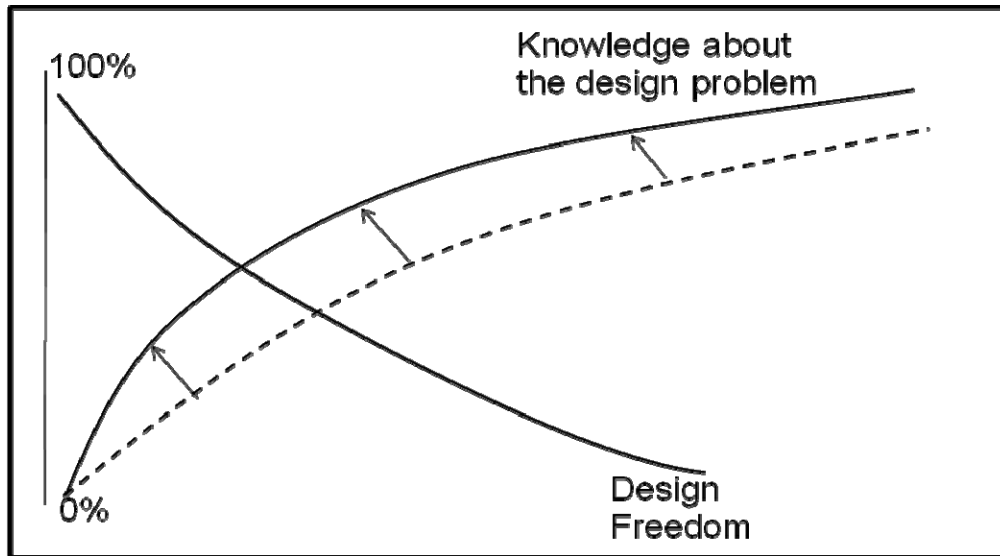 Knowledge about
the design problem
100%
0%
Design
Freedom